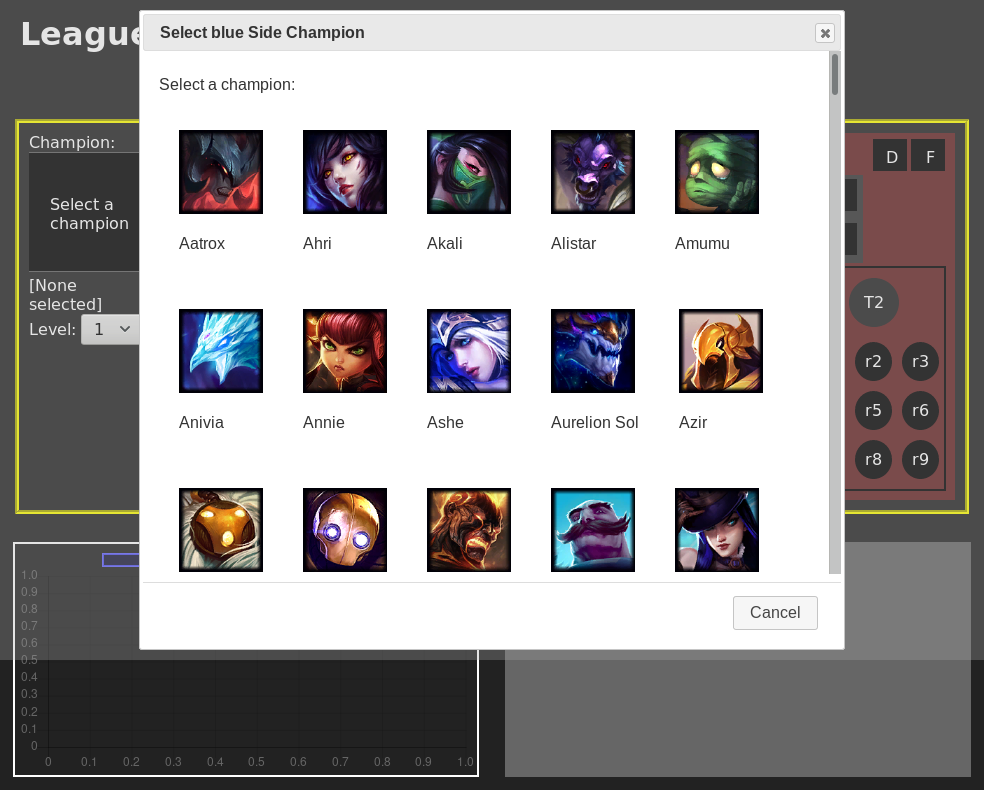 League
Select blue Side Champion
Select a champion:
Aatrox
Ahri
Akali
Alistar
Amumu
Anivia
Annie
Ashe
Aurelion Sol
Azir
Cancel
Champion:
Select a
champion
[None
selected]
Level: 1
D F
T2
r2 r3
r5 r6
r8 r9
1.0
0.9
0.8
0.7
0.6
0.5
0.4
0.3
0.2
0.1
0
0 0.1 0.2 0.3 0.4 0.5 0.6 0.7 0.8 0.9 1.0